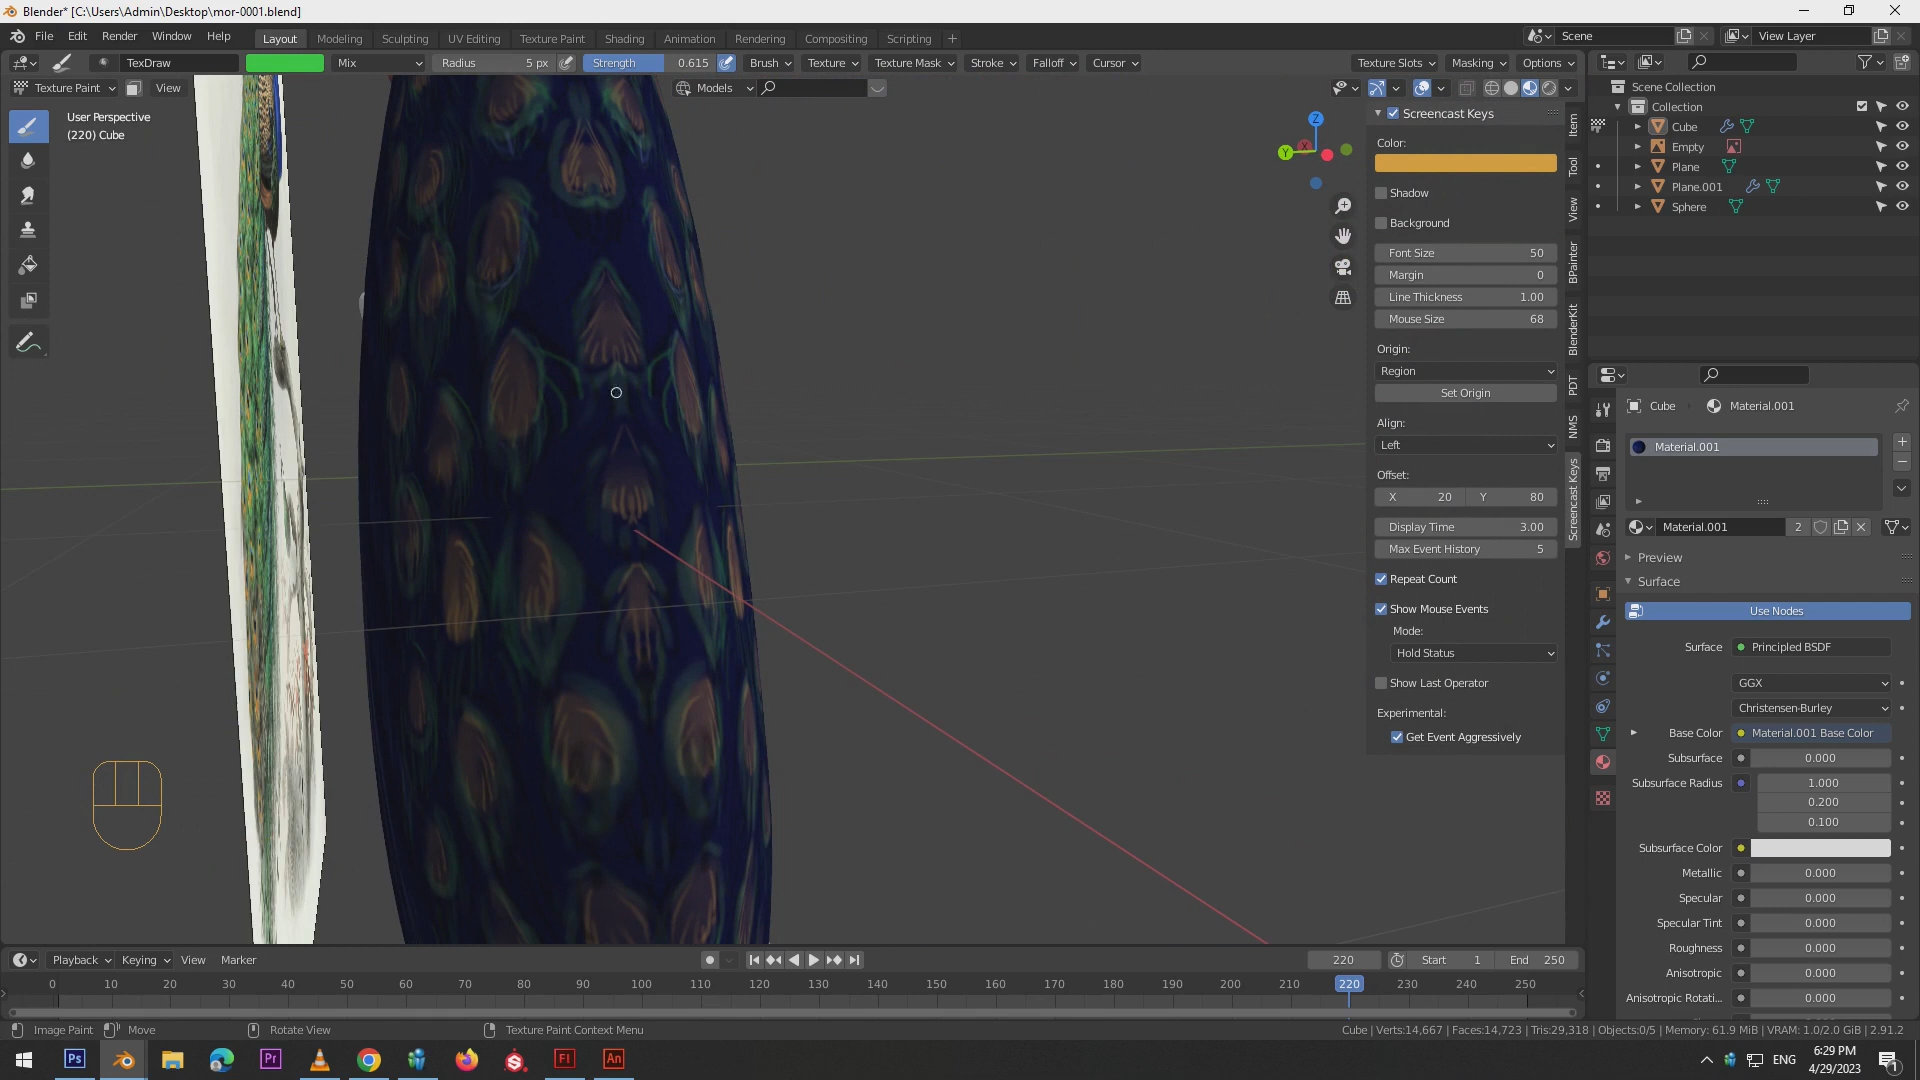 Blender* [C:\Users\Admin\Desktop\mor-0001.blend]
File Edit Render Window Help
Layout Modeling Sculpting UV Editing Texture Paint Shading Animation Rendering Compositing Scripting +
Scene View Layer
TexDraw Mix Radius 5 px Strength 0.615 Brush Texture Texture Mask Stroke Falloff Cursor Texture Slots Masking Options
Texture Paint View Models
User Perspective
(220) Cube
Z
Y
X
Screencast Keys
Color:
Shadow
Background
Font Size 50
Margin 0
Line Thickness 1.00
Mouse Size 68
Origin:
Region
Set Origin
Align:
Left
Offset:
X 20 Y 80
Display Time 3.00
Max Event History 5
Repeat Count
Show Mouse Events
Mode:
Hold Status
Show Last Operator
Experimental:
Get Event Aggressively
Item
Tool
View
BPainter
BlenderKit
PDT
NMS
Screencast Keys
Scene Collection
Collection
Cube
Empty
Plane
Plane.001
Sphere
Cube Material.001
Material.001
Material.001 2
Preview
Surface
Use Nodes
Surface Principled BSDF
GGX
Christensen-Burley
Base Color Material.001 Base Color
Subsurface 0.000
Subsurface Radius 1.000
0.200
0.100
Subsurface Color
Metallic 0.000
Specular 0.000
Specular Tint 0.000
Roughness 0.000
Anisotropic 0.000
Anisotropic Rotati... 0.000
Playback Keying View Marker 220 Start 1 End 250
0 10 20 30 40 50 60 70 80 90 100 110 120 130 140 150 160 170 180 190 200 210 220 230 240 250
Image Paint Move Rotate View Texture Paint Context Menu
Cube | Verts:14,667 | Faces:14,723 | Tris:29,318 | Objects:0/5 | Memory: 61.9 MiB | VRAM: 1.0/2.0 GiB | 2.91.2
Ps Pr Fl An
ENG
6:29 PM
4/29/2023
1